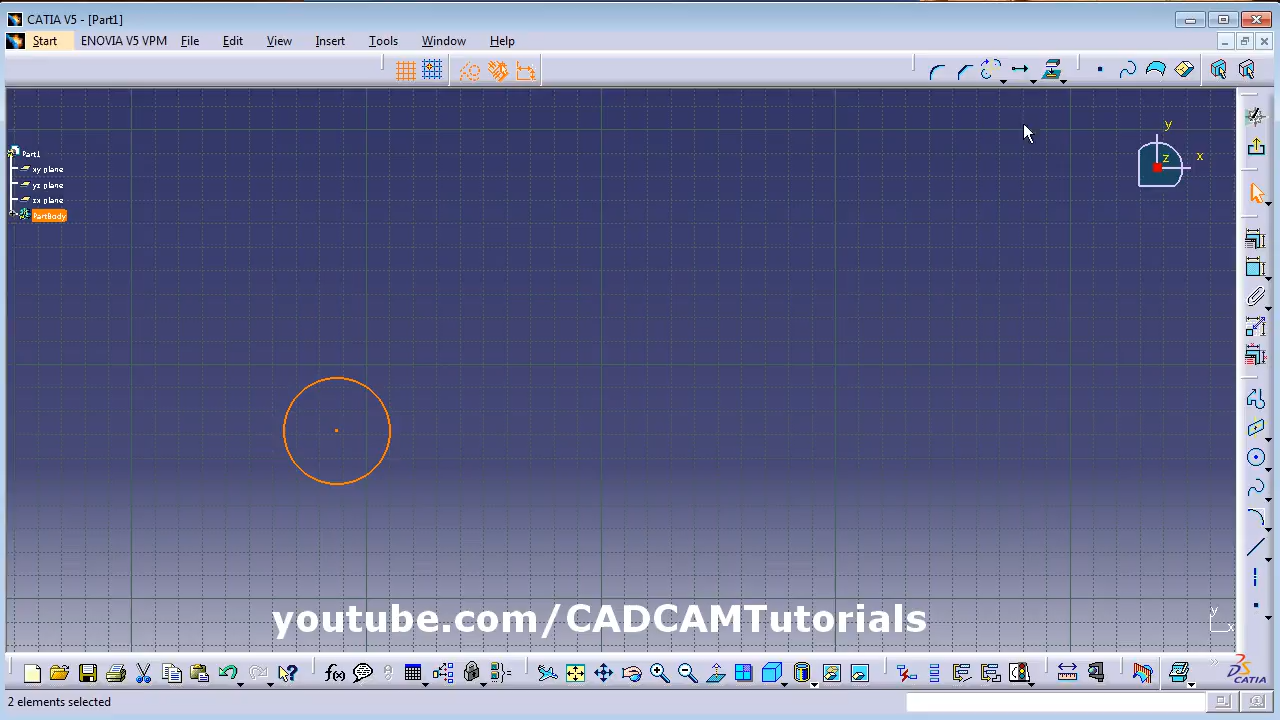 CATIA V5 - [Part1]
Start ENOVIA V5 VPM File Edit View Insert Tools Window Help
y
x
z
Part1
xy plane
yz plane
zx plane
PartBody
youtube.com/CADCAMTutorials
y
x
f(x)
CATIA
2 elements selected